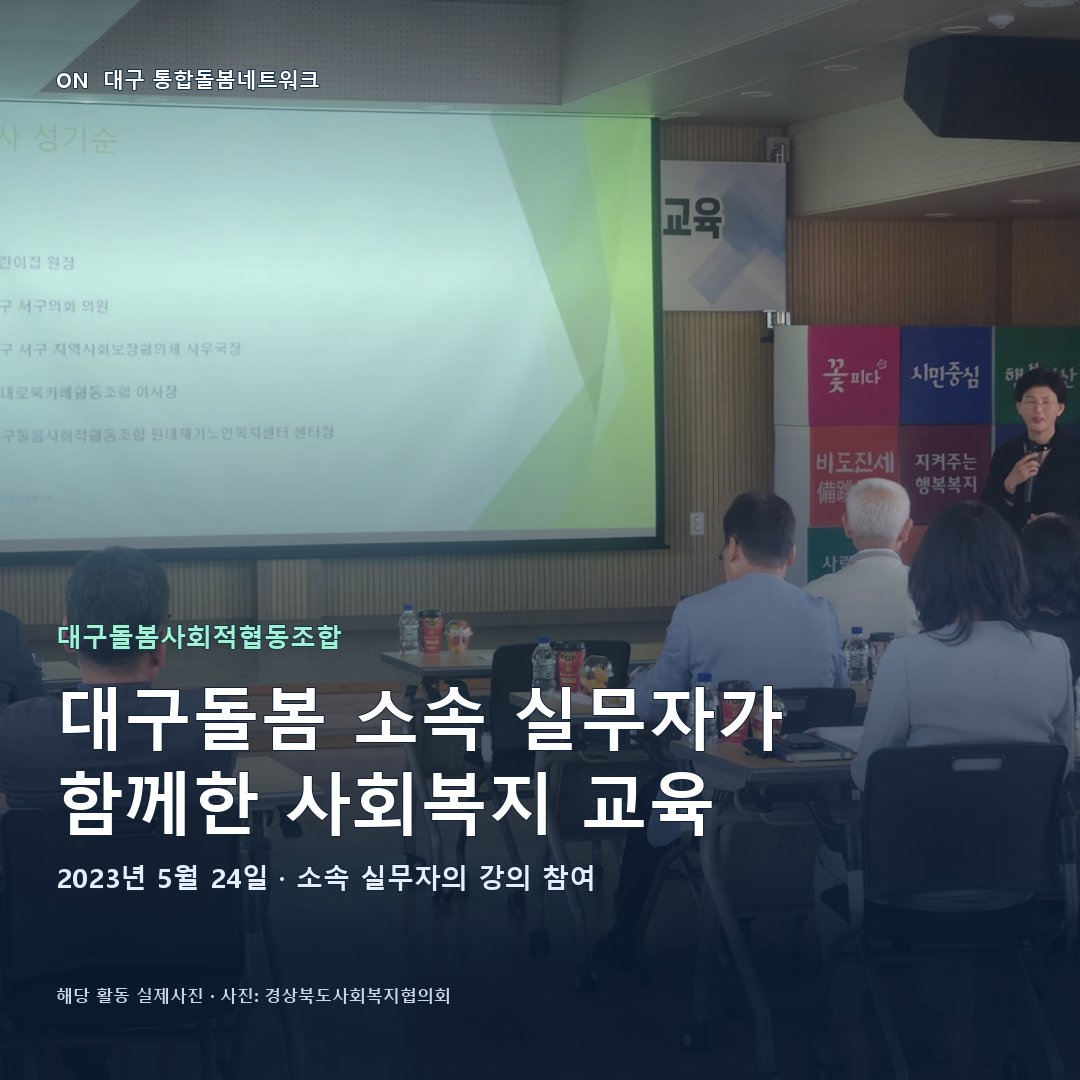 ON 대구 통합돌봄네트워크
사 성기순
린이집 원장
구 서구의회 의원
구 서구 지역사회보장협의체 사무국장
대로북카페협동조합 이사장
구돌봄사회적협동조합 원대재가노인복지센터 센터장
교육
꽃피다
시민중심
비도진세
備跳
지켜주는
행복복지
대구돌봄사회적협동조합
대구돌봄 소속 실무자가
함께한 사회복지 교육
2023년 5월 24일 · 소속 실무자의 강의 참여
해당 활동 실제사진 · 사진: 경상북도사회복지협의회